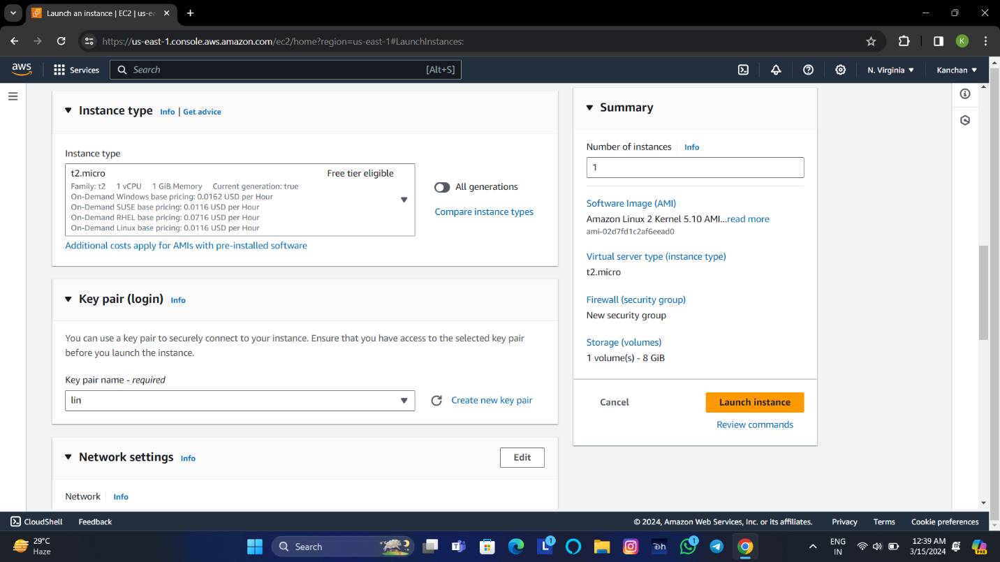 Launch an instance | EC2 | us-ea
https://us-east-1.console.aws.amazon.com/ec2/home?region=us-east-1#LaunchInstances:
K
aws
Services
Search
[Alt+S]
N. Virginia
Kanchan
Instance type
Info | Get advice
Instance type
t2.micro
Free tier eligible
Family: t2 1 vCPU 1 GiB Memory Current generation: true
On-Demand Windows base pricing: 0.0162 USD per Hour
On-Demand SUSE base pricing: 0.0116 USD per Hour
On-Demand RHEL base pricing: 0.0716 USD per Hour
On-Demand Linux base pricing: 0.0116 USD per Hour
All generations
Compare instance types
Additional costs apply for AMIs with pre-installed software
Key pair (login)
Info
You can use a key pair to securely connect to your instance. Ensure that you have access to the selected key pair
before you launch the instance.
Key pair name - required
lin
Create new key pair
Network settings
Info
Edit
Network
Info
Summary
Number of instances
Info
1
Software Image (AMI)
Amazon Linux 2 Kernel 5.10 AMI...read more
ami-02d7fd1c2af6eead0
Virtual server type (instance type)
t2.micro
Firewall (security group)
New security group
Storage (volumes)
1 volume(s) - 8 GiB
Cancel
Launch instance
Review commands
CloudShell
Feedback
© 2024, Amazon Web Services, Inc. or its affiliates.
Privacy
Terms
Cookie preferences
29°C
Haze
Search
L
1
Dh
1
ENG
IN
12:39 AM
3/15/2024
PRE